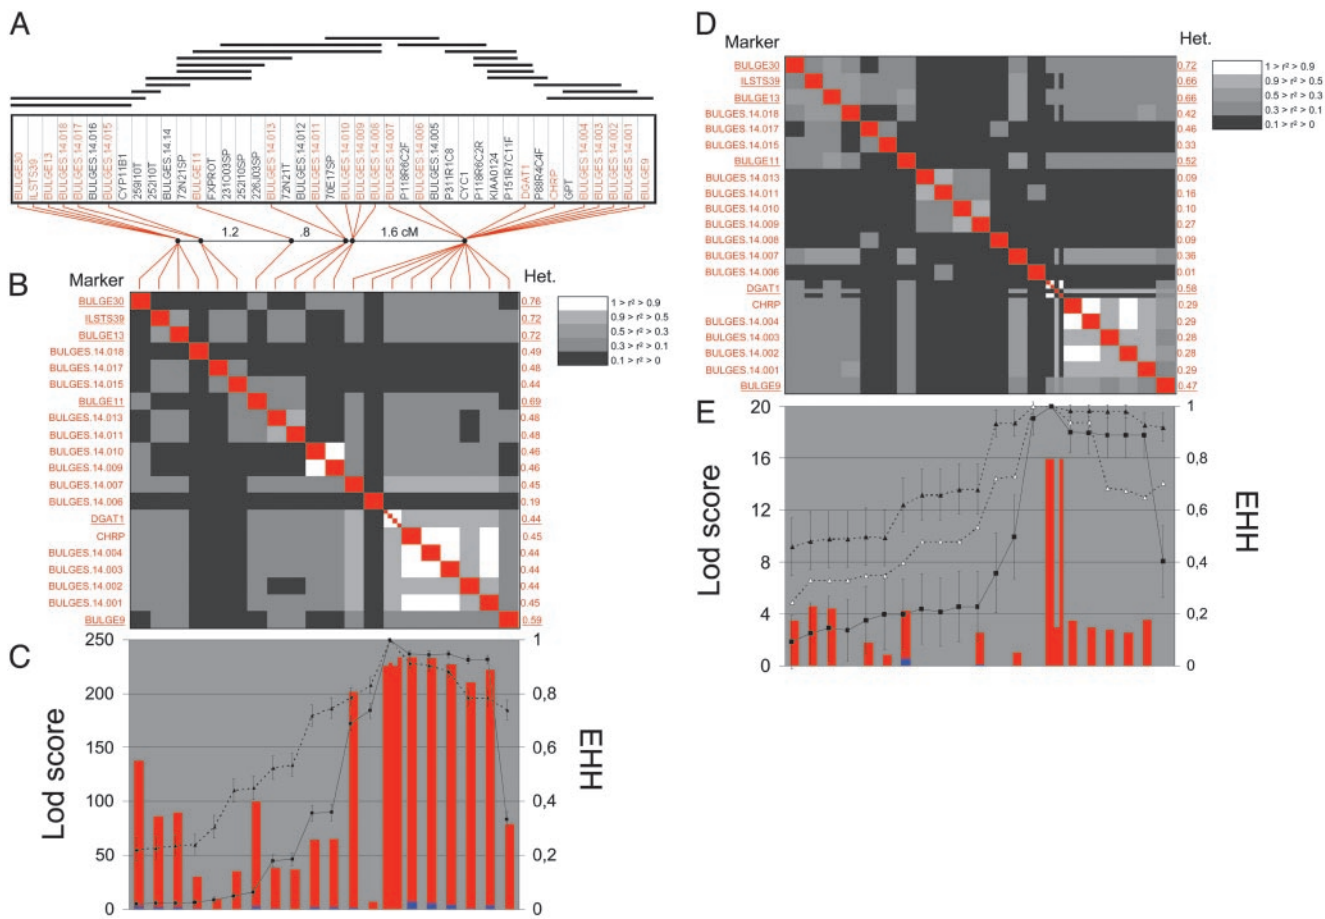 A
BULGE30
ILSTS39
BULGE13
BULGES.14.018
BULGES.14.017
BULGES.14.016
BULGES.14.015
CYP11B1
259I10T
252I10T
BULGES.14.14
72N21SP
BULGE11
FXPROT
231O03SP
252I10SP
226J03SP
BULGES.14.013
72N21T
BULGES.14.012
BULGES.14.011
70E17SP
BULGES.14.010
BULGES.14.009
BULGES.14.008
BULGES.14.007
P118R6C2F
BULGES.14.006
BULGES.14.005
P311R1C8
CYC1
P118R6C2R
KIAA0124
P151R7C11F
DGAT1
P88R4C4F
CHRP
GPT
BULGES.14.004
BULGES.14.003
BULGES.14.002
BULGES.14.001
BULGE9
1.2 .8 1.6 cM
B
Marker Het.
BULGE30 0.76
ILSTS39 0.72
BULGE13 0.72
BULGES.14.018 0.49
BULGES.14.017 0.48
BULGES.14.015 0.44
BULGE11 0.69
BULGES.14.013 0.48
BULGES.14.011 0.48
BULGES.14.010 0.46
BULGES.14.009 0.46
BULGES.14.007 0.45
BULGES.14.006 0.19
DGAT1 0.44
CHRP 0.45
BULGES.14.004 0.44
BULGES.14.003 0.44
BULGES.14.002 0.44
BULGES.14.001 0.45
BULGE9 0.59
1 > r² > 0.9
0.9 > r² > 0.5
0.5 > r² > 0.3
0.3 > r² > 0.1
0.1 > r² > 0
C
Lod score
250
200
150
100
50
0
1
0,8
0,6
0,4
0,2
0
EHH
D
Marker Het.
BULGE30 0.72
ILSTS39 0.66
BULGE13 0.66
BULGES.14.018 0.42
BULGES.14.017 0.46
BULGES.14.015 0.33
BULGE11 0.52
BULGES.14.013 0.09
BULGES.14.011 0.16
BULGES.14.010 0.10
BULGES.14.009 0.27
BULGES.14.008 0.09
BULGES.14.007 0.36
BULGES.14.006 0.01
DGAT1 0.58
CHRP 0.29
BULGES.14.004 0.29
BULGES.14.003 0.28
BULGES.14.002 0.28
BULGES.14.001 0.29
BULGE9 0.47
1 > r² > 0.9
0.9 > r² > 0.5
0.5 > r² > 0.3
0.3 > r² > 0.1
0.1 > r² > 0
E
Lod score
20
16
12
8
4
0
1
0,8
0,6
0,4
0,2
0
EHH